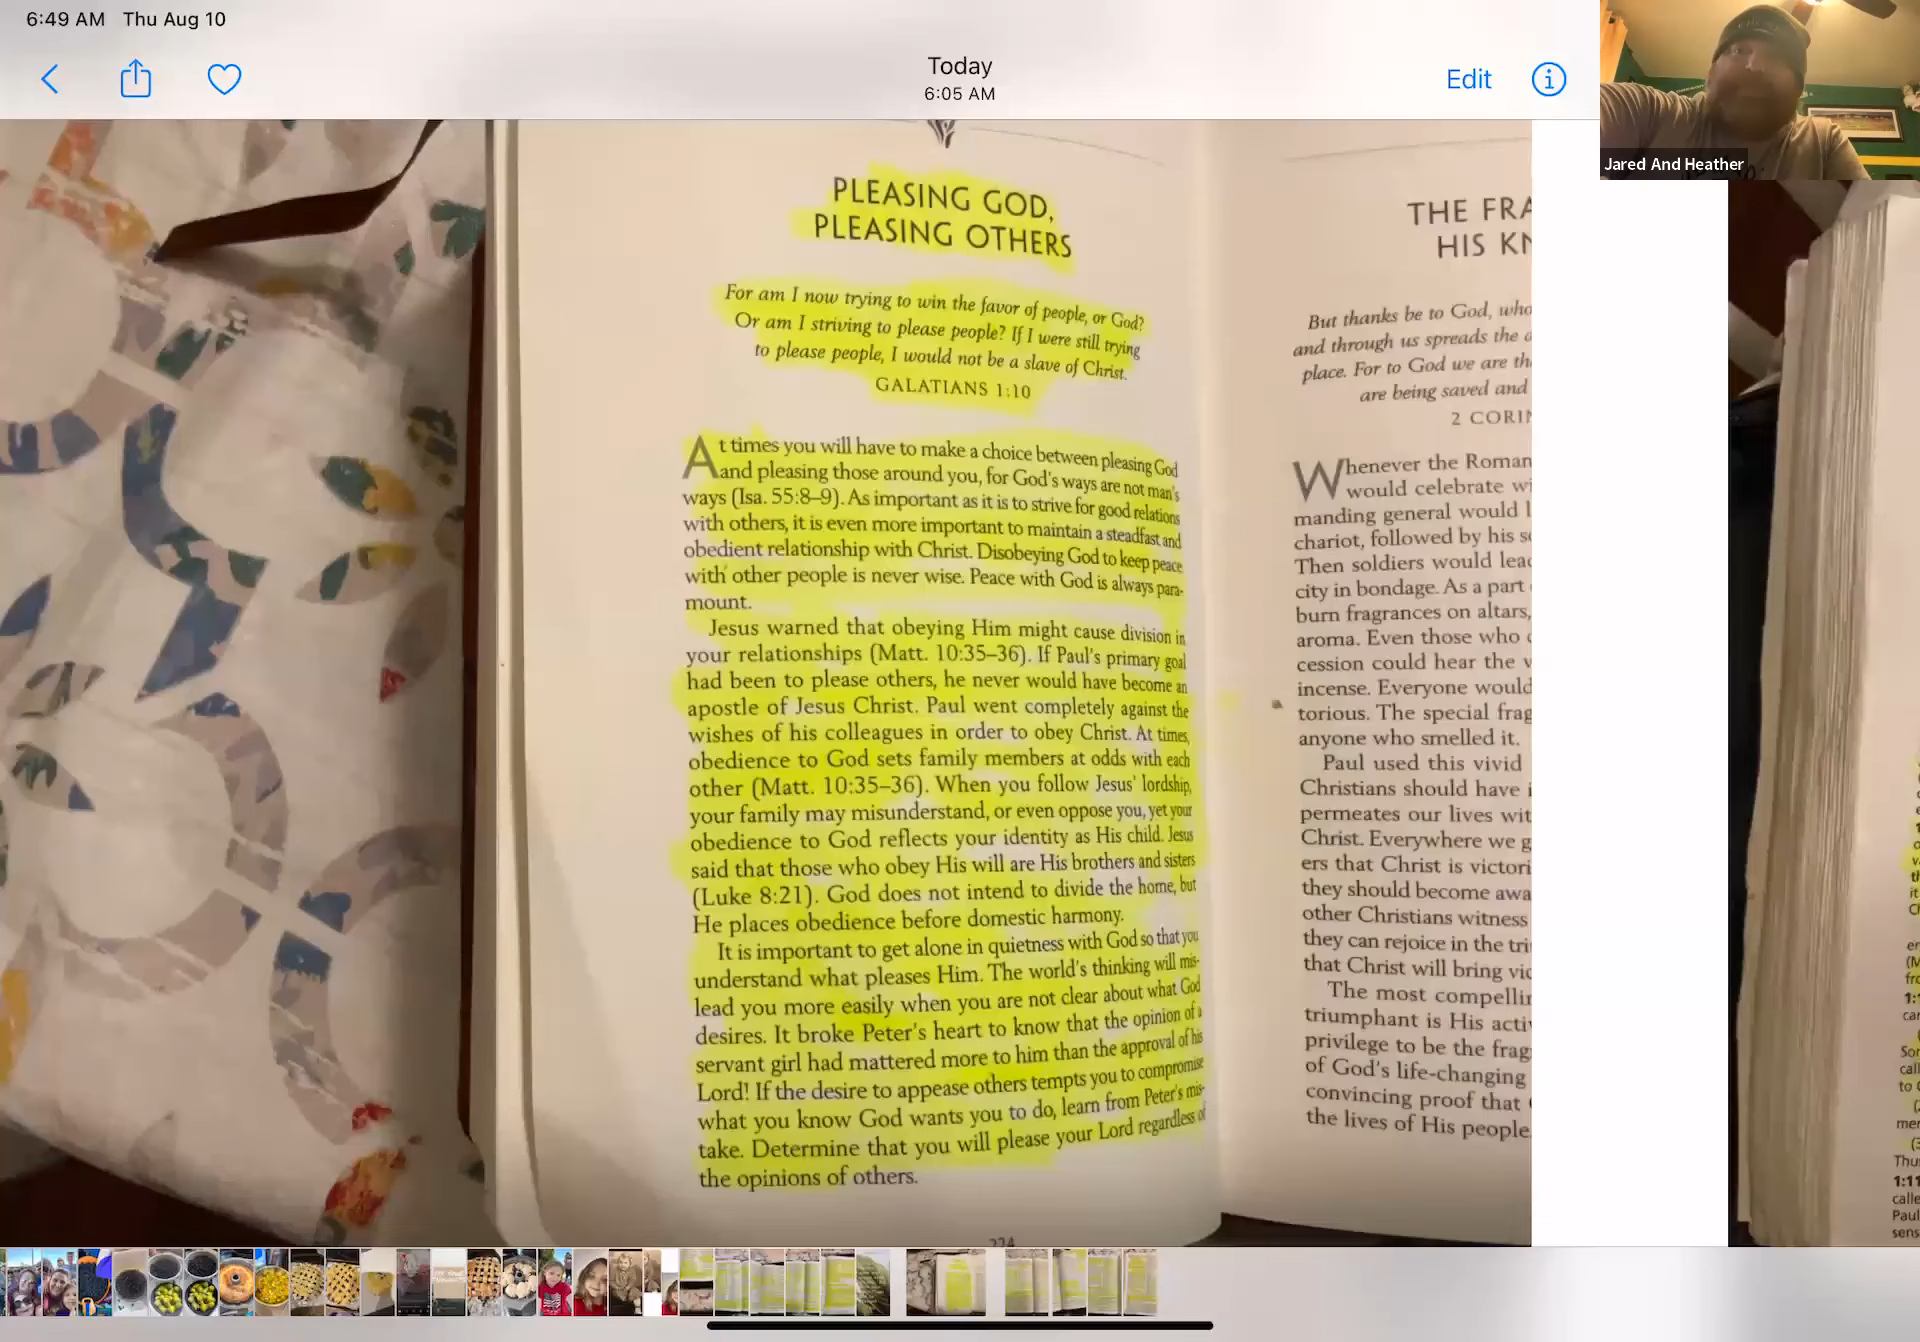 6:49 AM Thu Aug 10
Today
6:05 AM
Edit
Jared And Heather
PLEASING GOD,
PLEASING OTHERS
For am I now trying to win the favor of people, or God?
Or am I striving to please people? If I were still trying
to please people, I would not be a slave of Christ.
GALATIANS 1:10
At times you will have to make a choice between pleasing God
and pleasing those around you, for God's ways are not man's
ways (Isa. 55:8–9). As important as it is to strive for good relations
with others, it is even more important to maintain a steadfast and
obedient relationship with Christ. Disobeying God to keep peace
with other people is never wise. Peace with God is always para-
mount.
Jesus warned that obeying Him might cause division in
your relationships (Matt. 10:35–36). If Paul's primary goal
had been to please others, he never would have become an
apostle of Jesus Christ. Paul went completely against the
wishes of his colleagues in order to obey Christ. At times,
obedience to God sets family members at odds with each
other (Matt. 10:35–36). When you follow Jesus' lordship,
your family may misunderstand, or even oppose you, yet your
obedience to God reflects your identity as His child. Jesus
said that those who obey His will are His brothers and sisters
(Luke 8:21). God does not intend to divide the home, but
He places obedience before domestic harmony.
It is important to get alone in quietness with God so that you
understand what pleases Him. The world's thinking will mis-
lead you more easily when you are not clear about what God
desires. It broke Peter's heart to know that the opinion of a
servant girl had mattered more to him than the approval of his
Lord! If the desire to appease others tempts you to compromise
what you know God wants you to do, learn from Peter's mis-
take. Determine that you will please your Lord regardless of
the opinions of others.
THE FRA
HIS KN
But thanks be to God, who
and through us spreads the
place. For to God we are th
are being saved and
2 CORIN
Whenever the Roman
would celebrate wi
manding general would l
chariot, followed by his s
Then soldiers would lead
city in bondage. As a part
burn fragrances on altars,
aroma. Even those who
cession could hear the v
incense. Everyone would
torious. The special frag
anyone who smelled it.
Paul used this vivid
Christians should have i
permeates our lives wit
Christ. Everywhere we g
ers that Christ is victori
they should become awa
other Christians witness
they can rejoice in the tri
that Christ will bring vic
The most compellin
triumphant is His activ
privilege to be the frag
of God's life-changing
convincing proof that
the lives of His people.
it
(M
1:1
Sor
call
to
mer
Thu
1:11
calle
Paul
sens